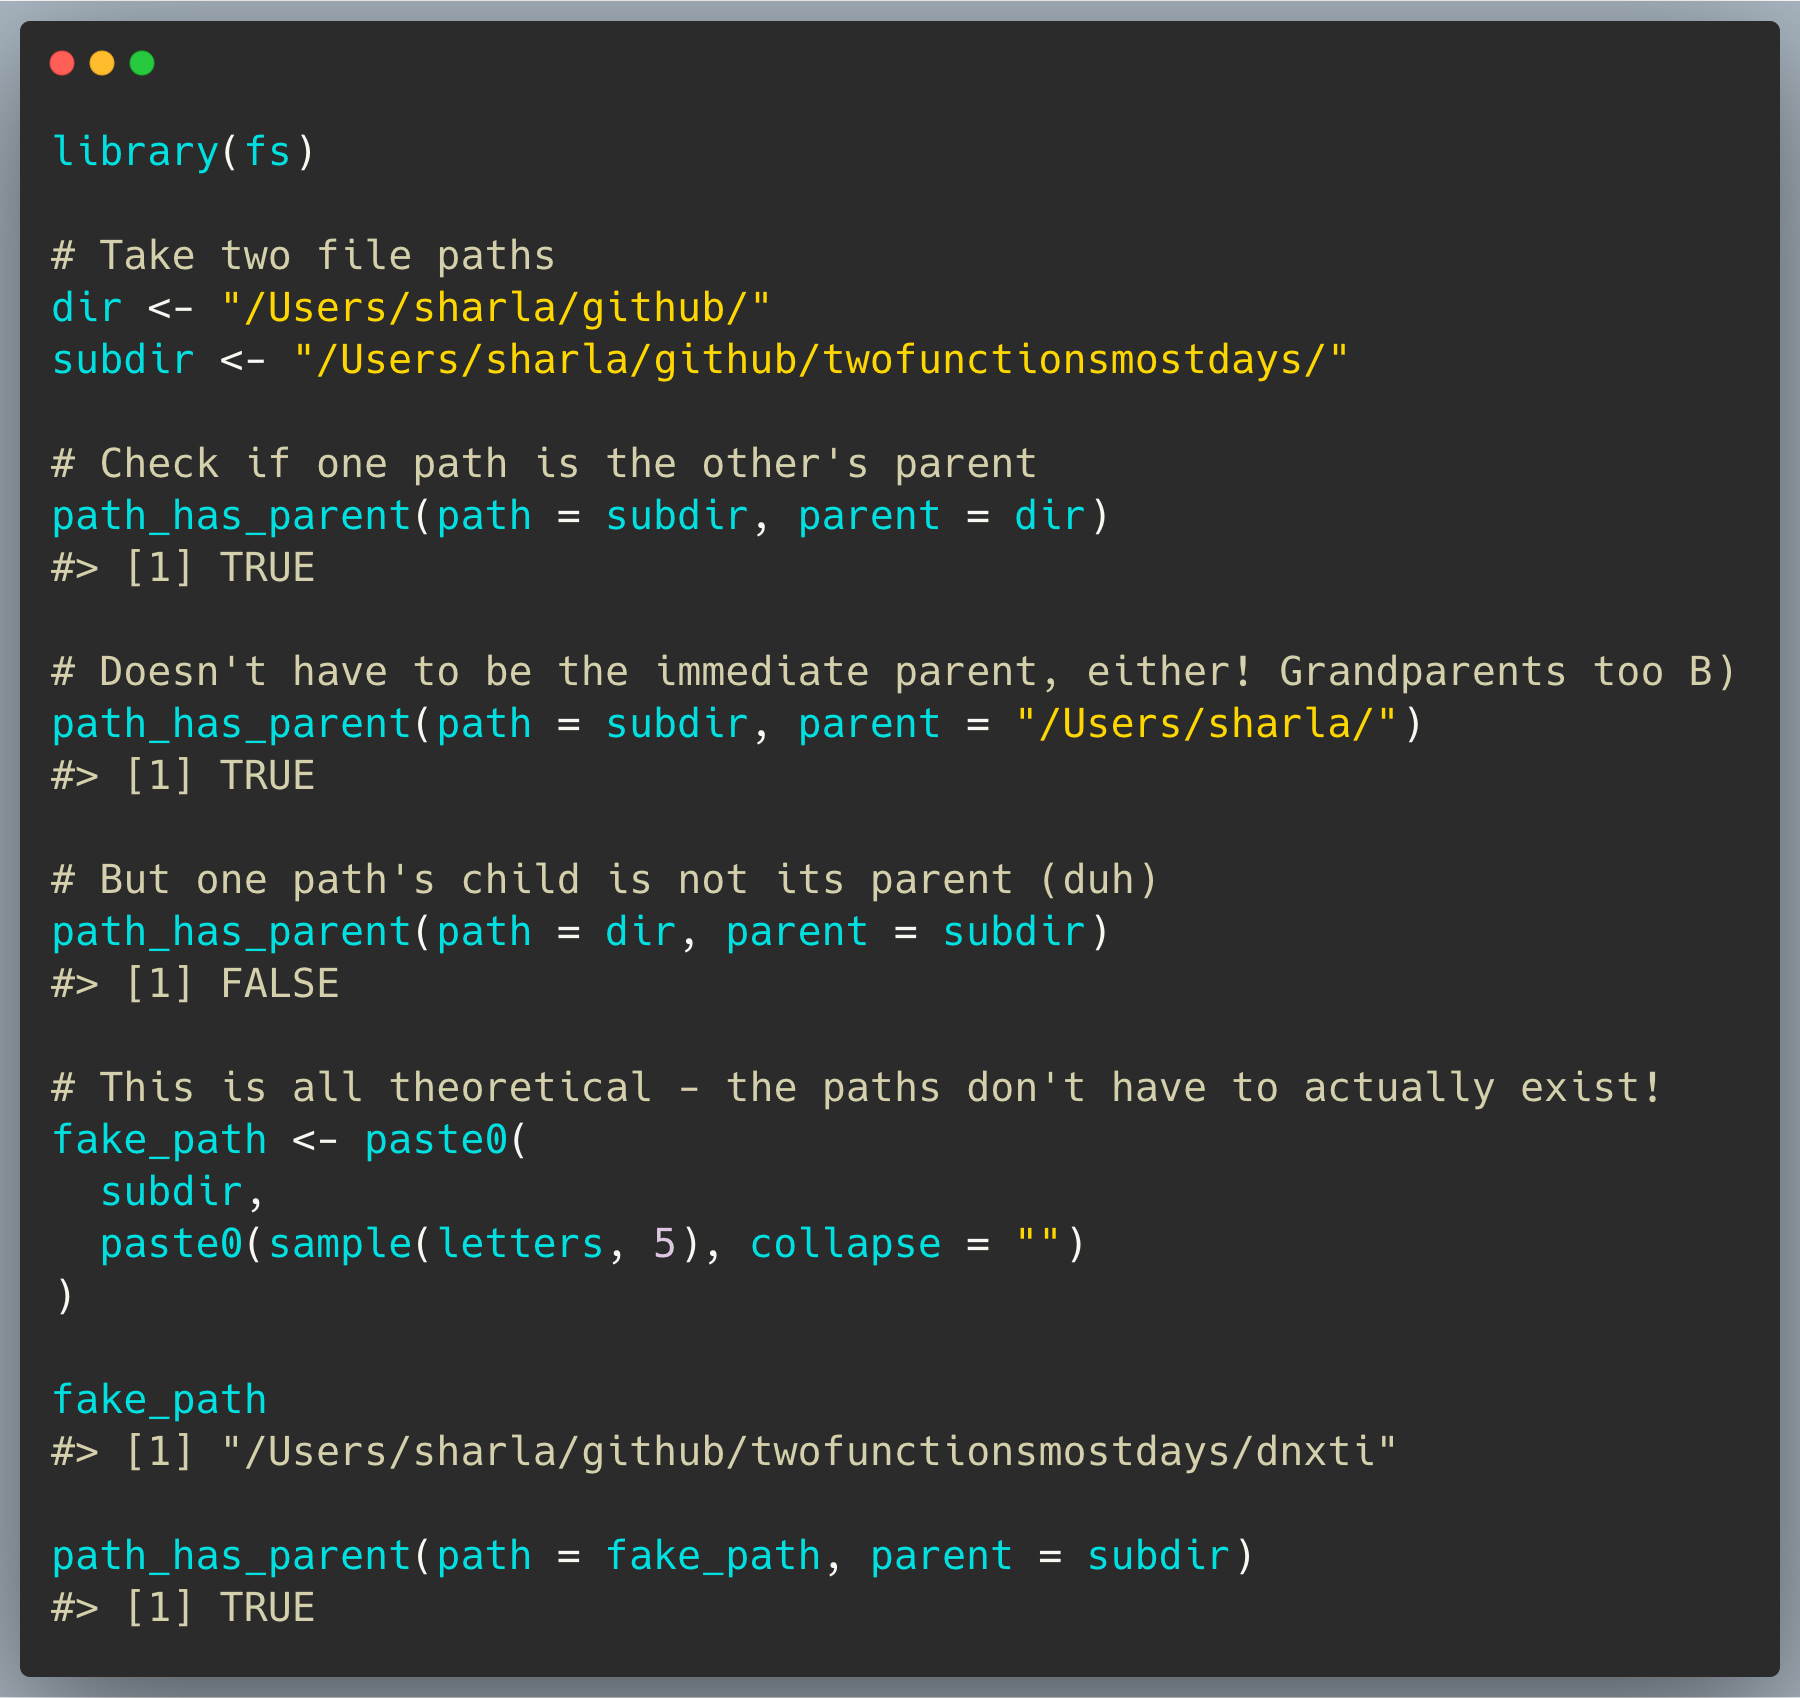 library(fs)

# Take two file paths
dir <- "/Users/sharla/github/"
subdir <- "/Users/sharla/github/twofunctionsmostdays/"

# Check if one path is the other's parent
path_has_parent(path = subdir, parent = dir)
#> [1] TRUE

# Doesn't have to be the immediate parent, either! Grandparents too B)
path_has_parent(path = subdir, parent = "/Users/sharla/")
#> [1] TRUE

# But one path's child is not its parent (duh)
path_has_parent(path = dir, parent = subdir)
#> [1] FALSE

# This is all theoretical - the paths don't have to actually exist!
fake_path <- paste0(
  subdir,
  paste0(sample(letters, 5), collapse = "")
)

fake_path
#> [1] "/Users/sharla/github/twofunctionsmostdays/dnxti"

path_has_parent(path = fake_path, parent = subdir)
#> [1] TRUE